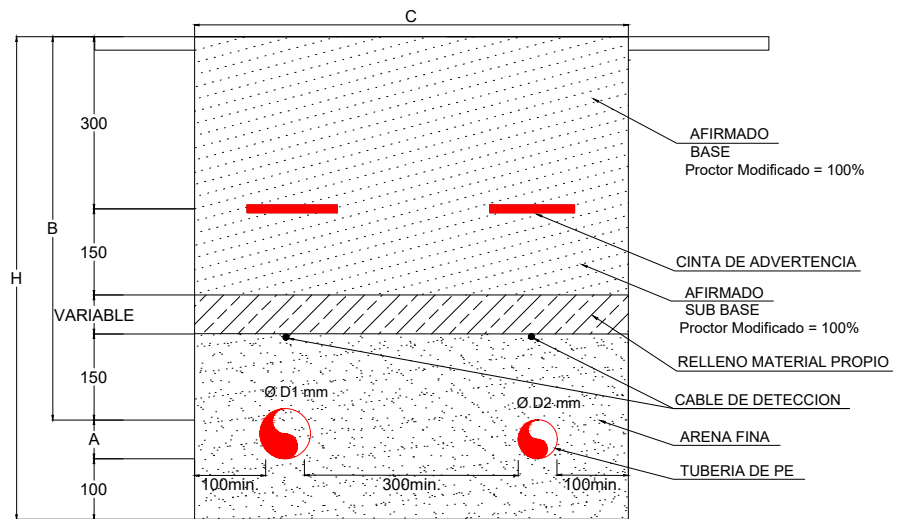 C
300
AFIRMADO
BASE
Proctor Modificado = 100%
B
H
150
CINTA DE ADVERTENCIA
AFIRMADO
SUB BASE
Proctor Modificado = 100%
VARIABLE
RELLENO MATERIAL PROPIO
150
CABLE DE DETECCION
Ø D1 mm
Ø D2 mm
ARENA FINA
A
TUBERIA DE PE
100
100min.
300min.
100min.